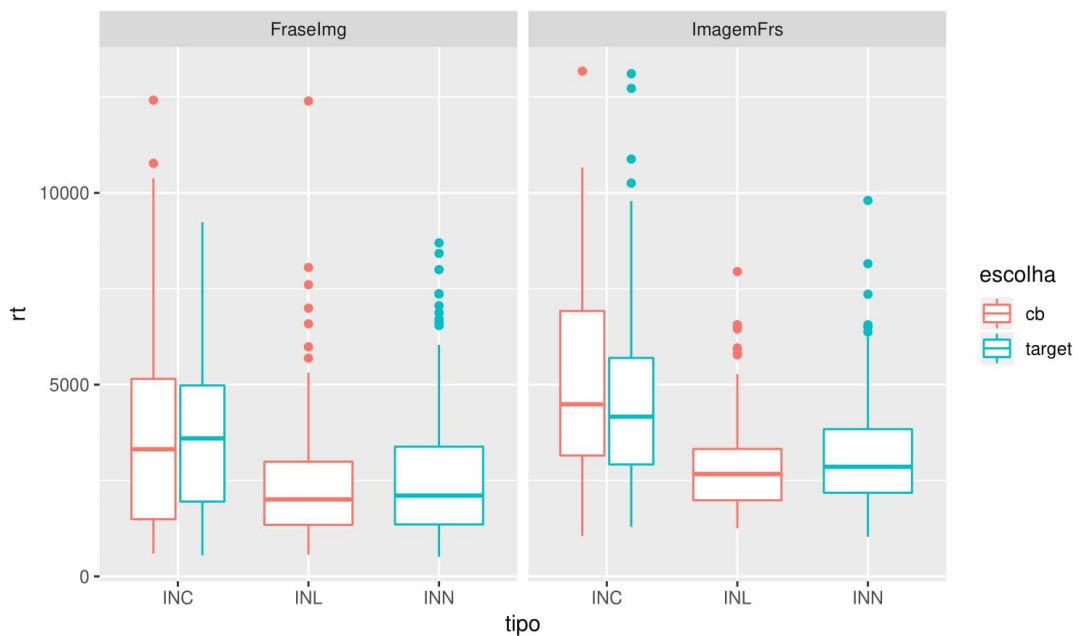 FraseImg
ImagemFrs
10000
5000
0
rt
INC
INL
INN
INC
INL
INN
tipo
escolha
cb
target